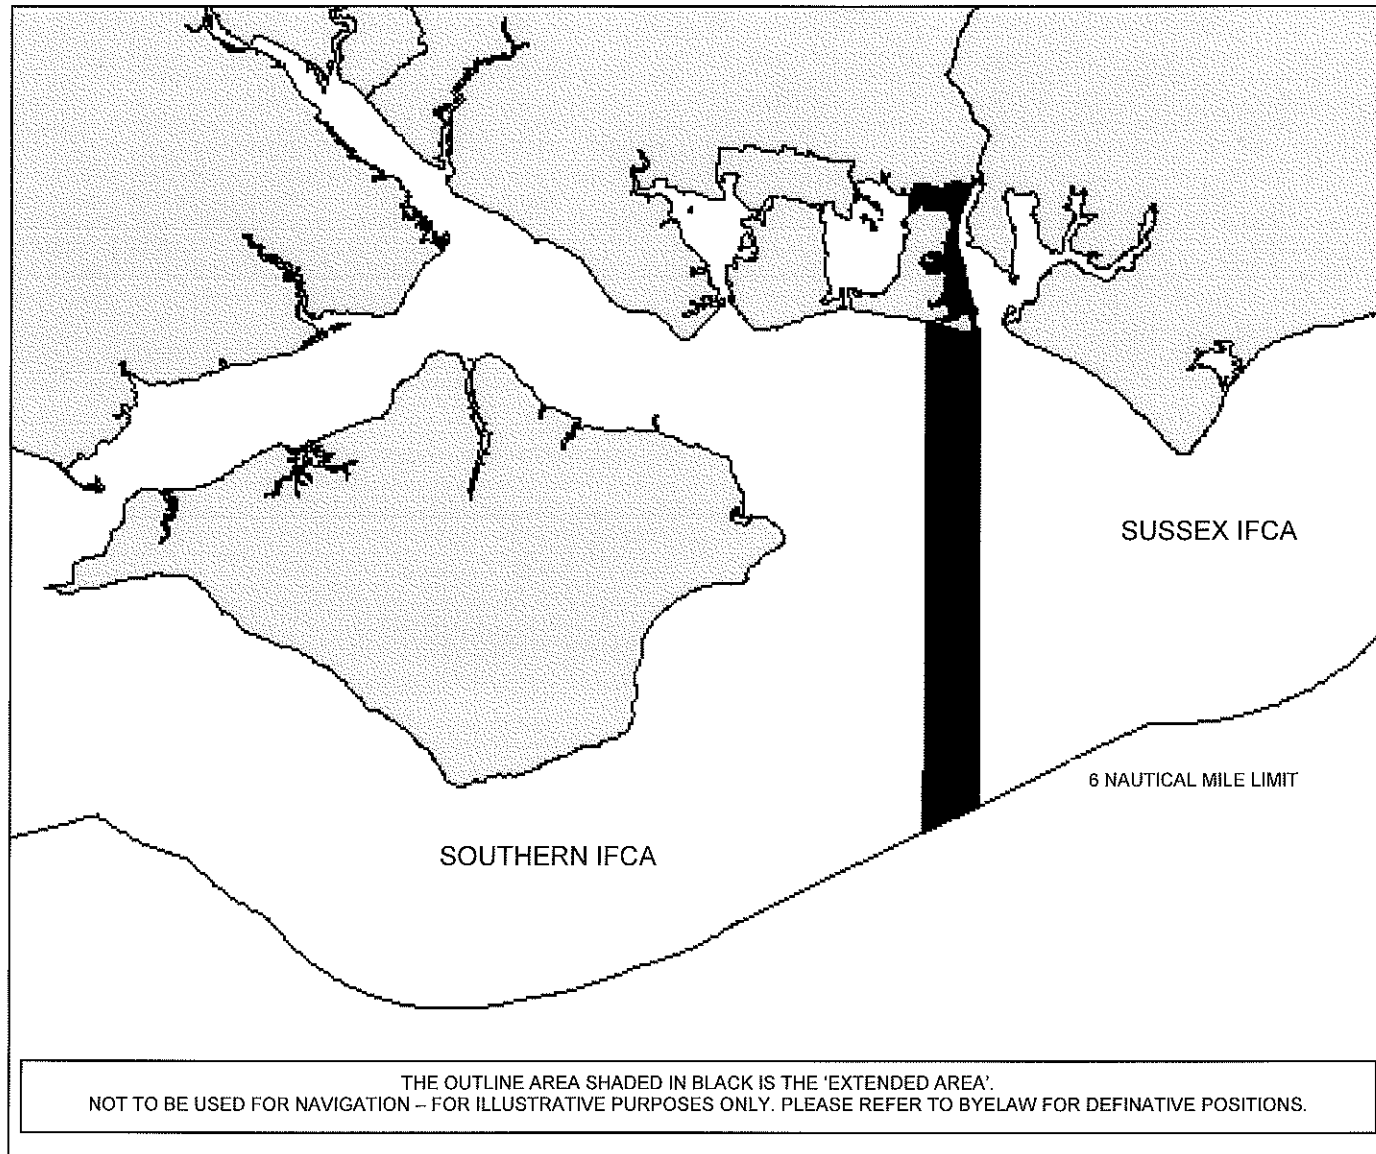 SUSSEX IFCA
6 NAUTICAL MILE LIMIT
SOUTHERN IFCA
THE OUTLINE AREA SHADED IN BLACK IS THE 'EXTENDED AREA'.
NOT TO BE USED FOR NAVIGATION – FOR ILLUSTRATIVE PURPOSES ONLY. PLEASE REFER TO BYELAW FOR DEFINATIVE POSITIONS.